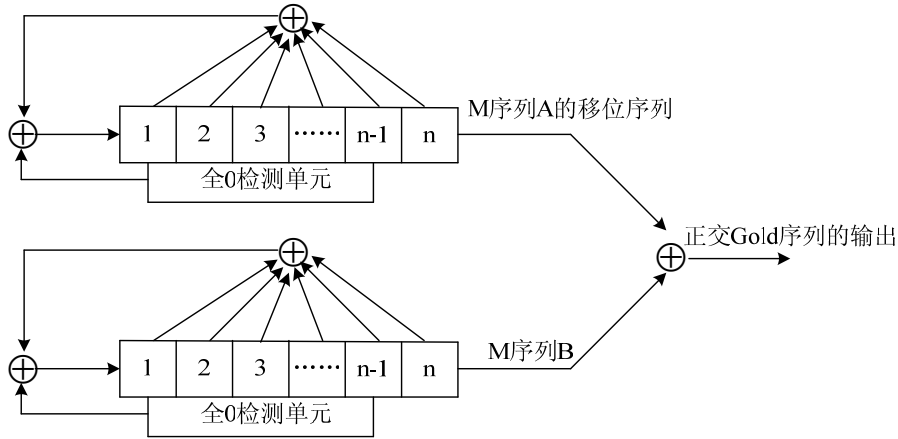 M序列A的移位序列
1 2 3 …… n-1 n
全0检测单元
正交Gold序列的输出
M序列B
1 2 3 …… n-1 n
全0检测单元